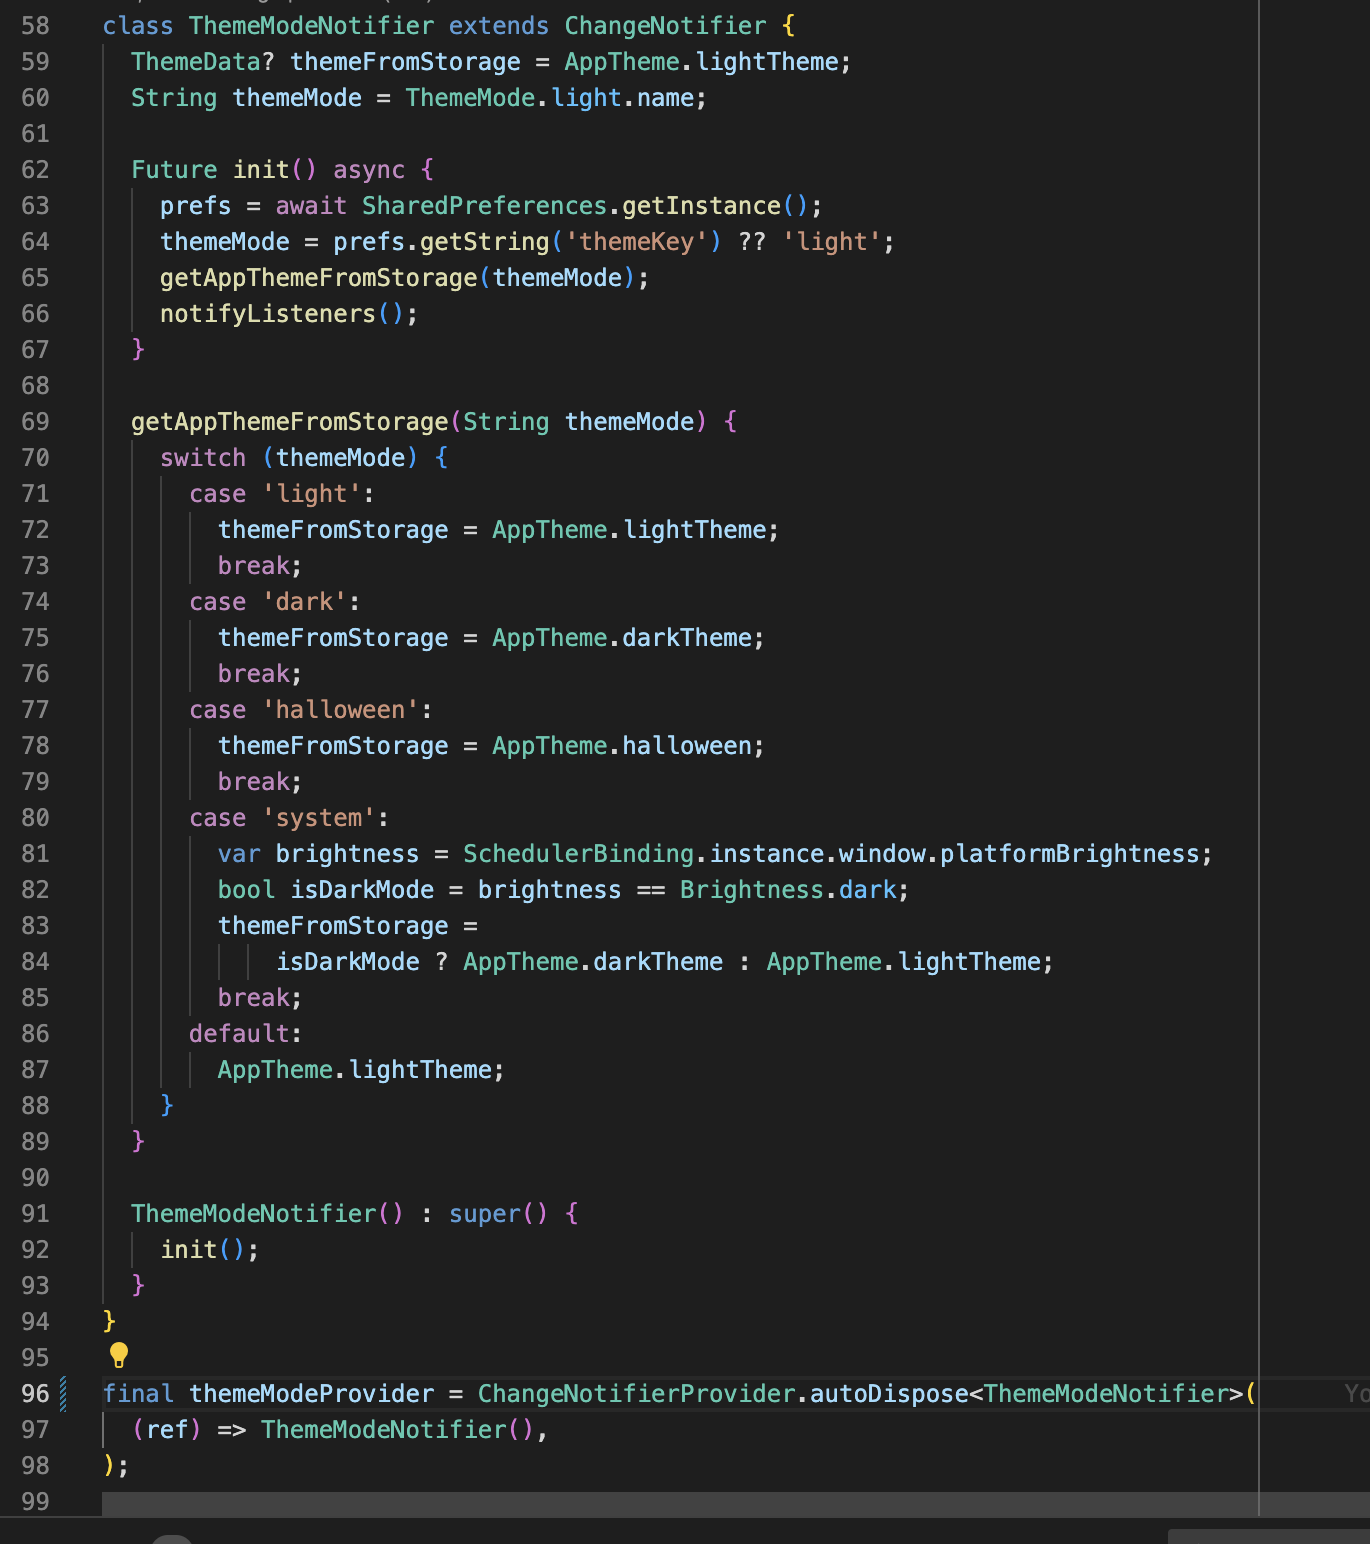 58 class ThemeModeNotifier extends ChangeNotifier {
59 ThemeData? themeFromStorage = AppTheme.lightTheme;
60 String themeMode = ThemeMode.light.name;
61
62 Future init() async {
63 prefs = await SharedPreferences.getInstance();
64 themeMode = prefs.getString('themeKey') ?? 'light';
65 getAppThemeFromStorage(themeMode);
66 notifyListeners();
67 }
68
69 getAppThemeFromStorage(String themeMode) {
70 switch (themeMode) {
71 case 'light':
72 themeFromStorage = AppTheme.lightTheme;
73 break;
74 case 'dark':
75 themeFromStorage = AppTheme.darkTheme;
76 break;
77 case 'halloween':
78 themeFromStorage = AppTheme.halloween;
79 break;
80 case 'system':
81 var brightness = SchedulerBinding.instance.window.platformBrightness;
82 bool isDarkMode = brightness == Brightness.dark;
83 themeFromStorage =
84 isDarkMode ? AppTheme.darkTheme : AppTheme.lightTheme;
85 break;
86 default:
87 AppTheme.lightTheme;
88 }
89 }
90
91 ThemeModeNotifier() : super() {
92 init();
93 }
94 }
95
96 final themeModeProvider = ChangeNotifierProvider.autoDispose<ThemeModeNotifier>( Yo
97 (ref) => ThemeModeNotifier(),
98 );
99